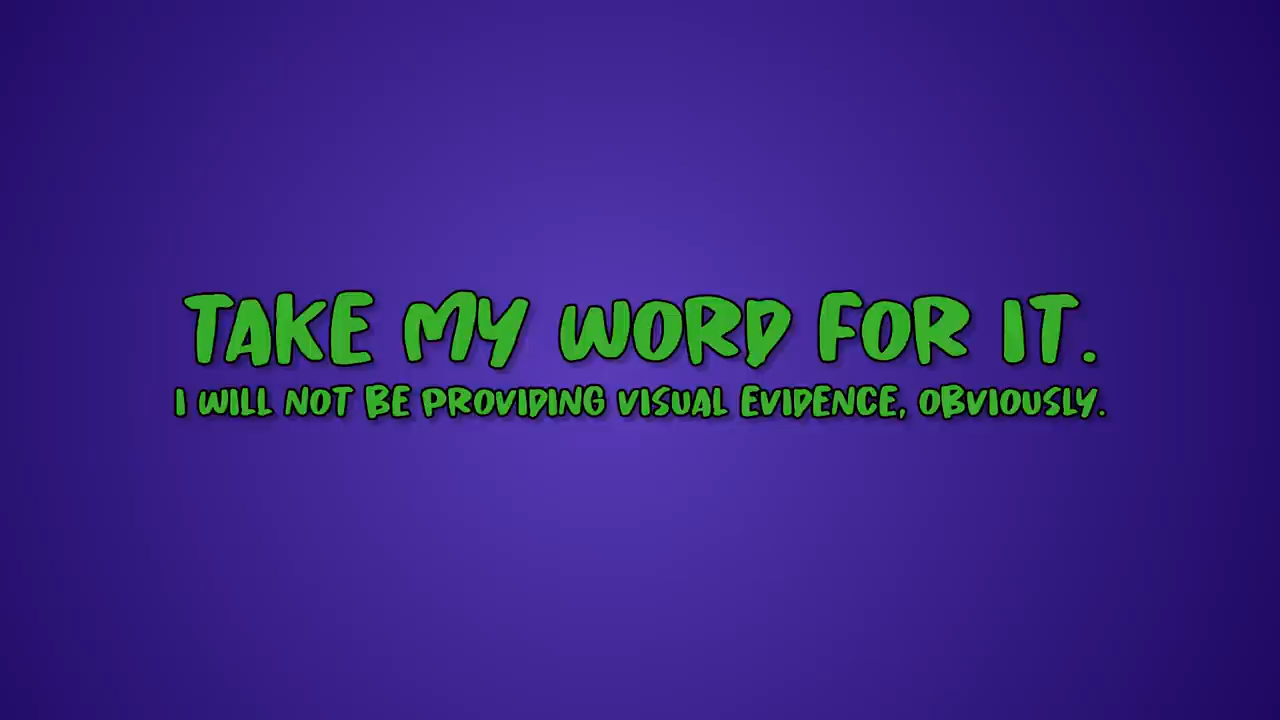 TAKE MY WORD FOR IT.
I WILL NOT BE PROVIDING VISUAL EVIDENCE, OBVIOUSLY.